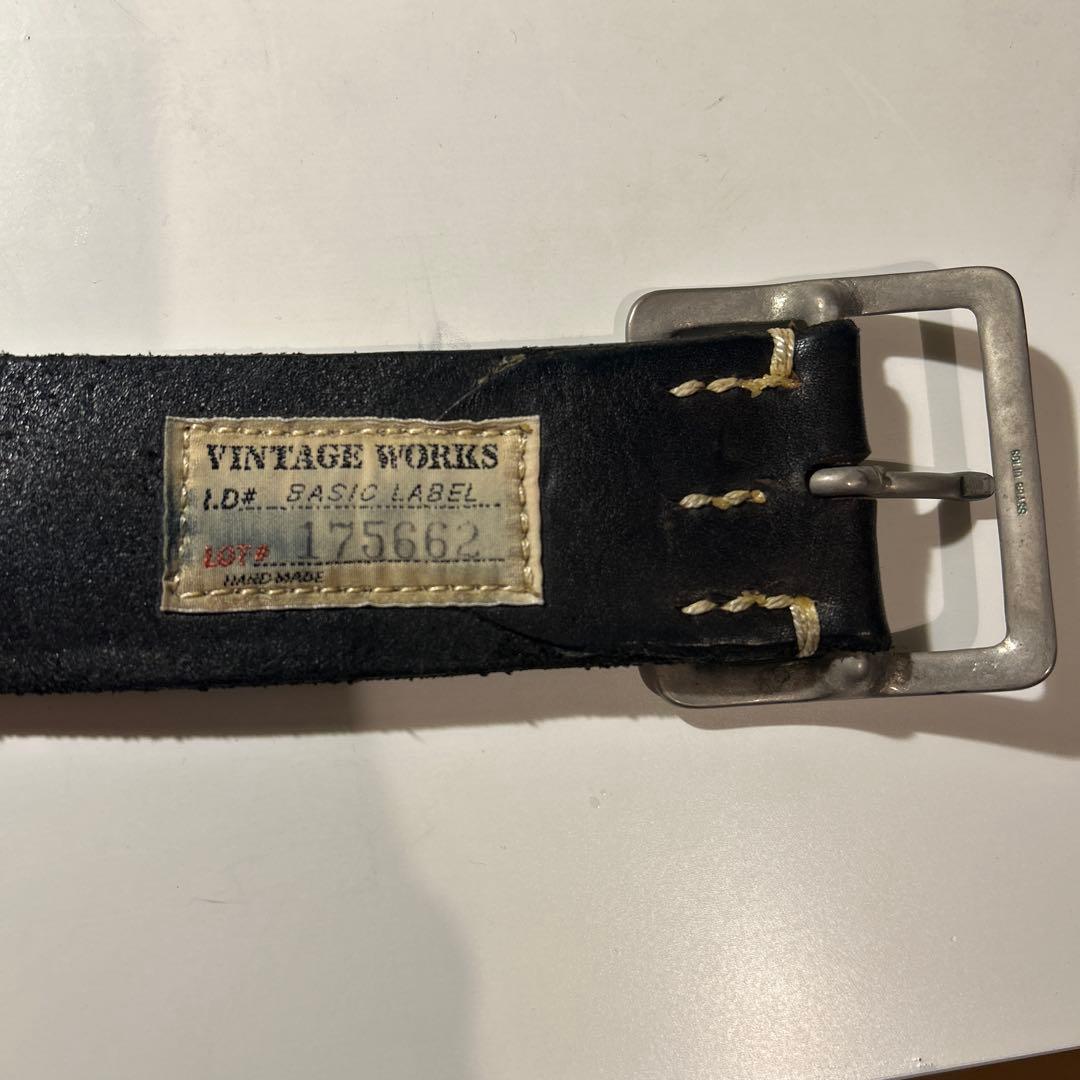 VINTAGE WORKS
I.D# BASIC LABEL
LOT# 175662
HAND MADE
SOLID BRASS